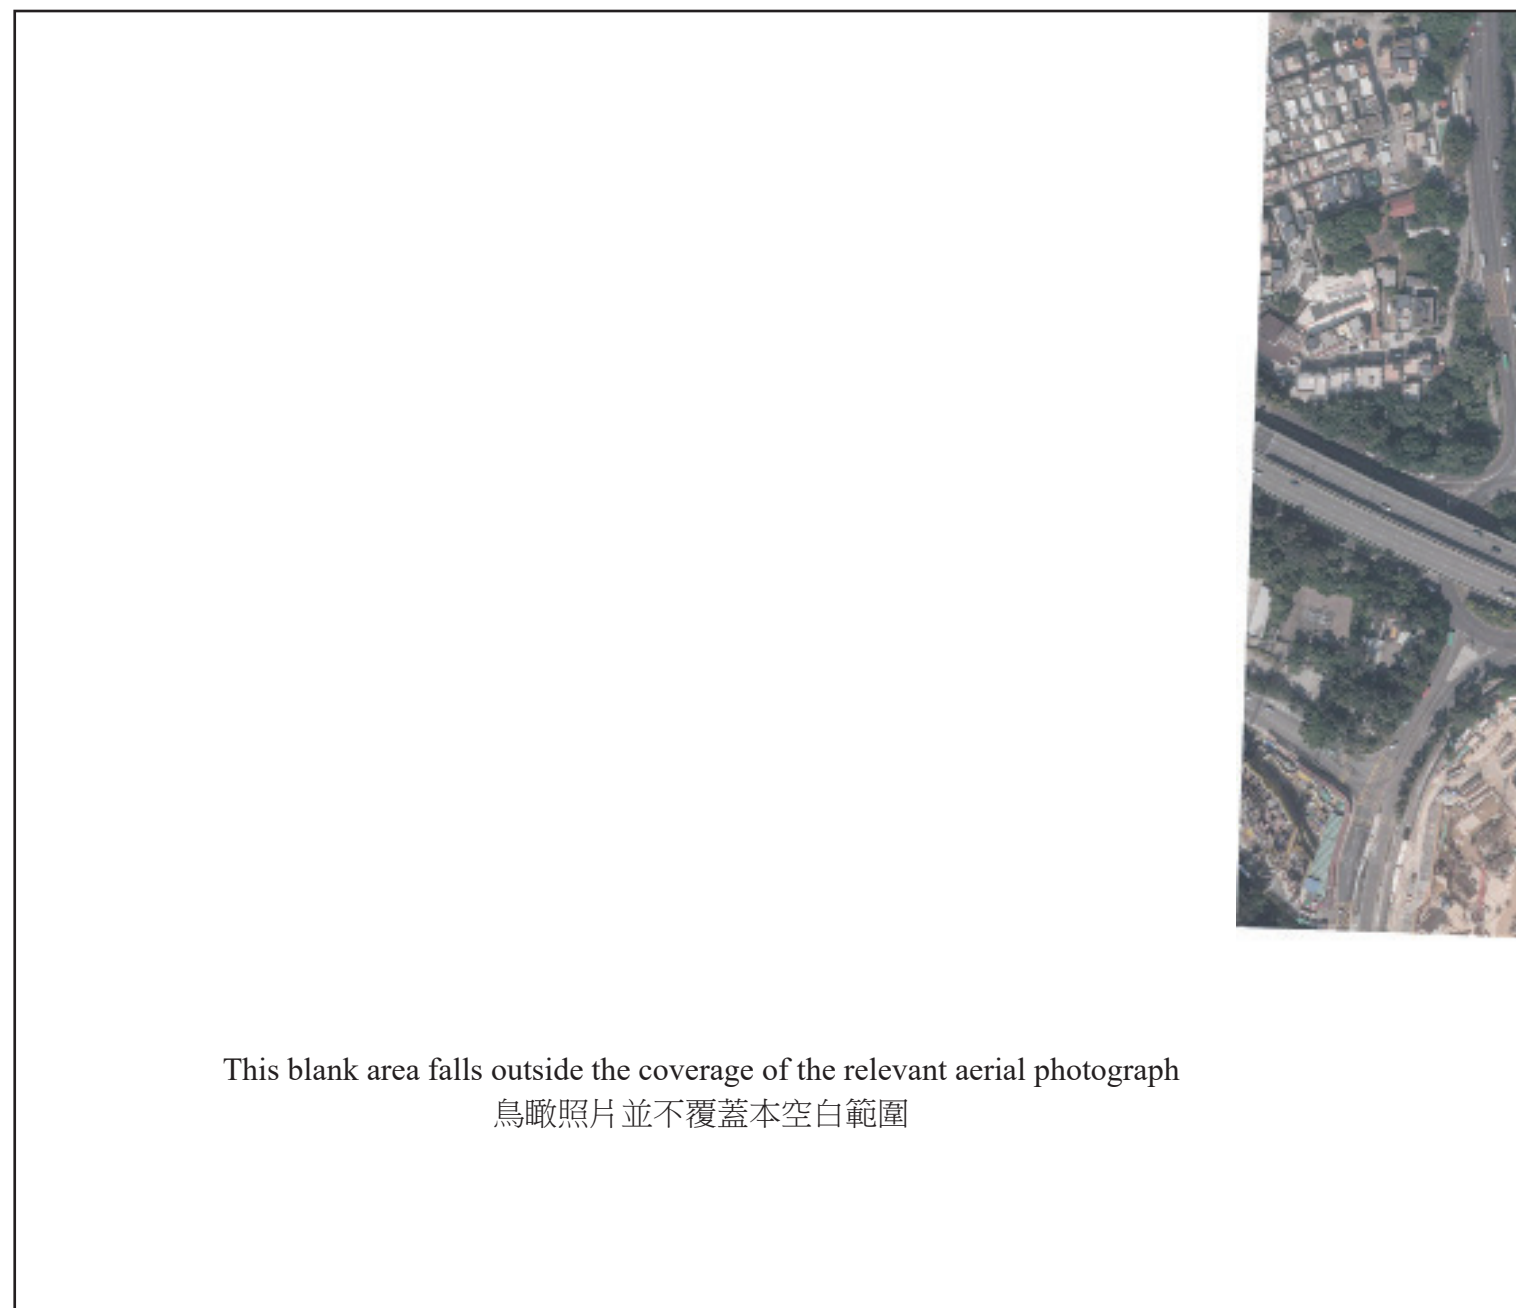 This blank area falls outside the coverage of the relevant aerial photograph
鳥瞰照片並不覆蓋本空白範圍